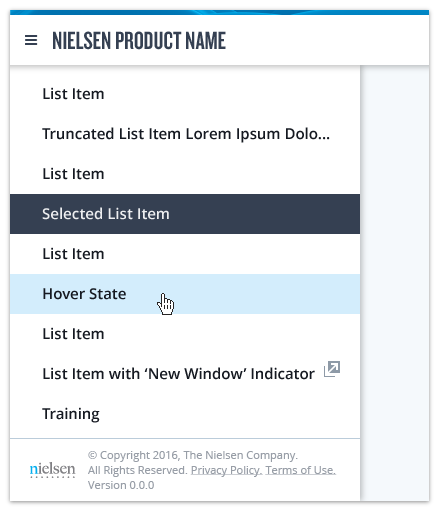 NIELSEN PRODUCT NAME
List Item
Truncated List Item Lorem Ipsum Dolo...
List Item
Selected List Item
List Item
Hover State
List Item
List Item with ‘New Window’ Indicator
Training
© Copyright 2016, The Nielsen Company.
nielsen All Rights Reserved. Privacy Policy. Terms of Use.
Version 0.0.0